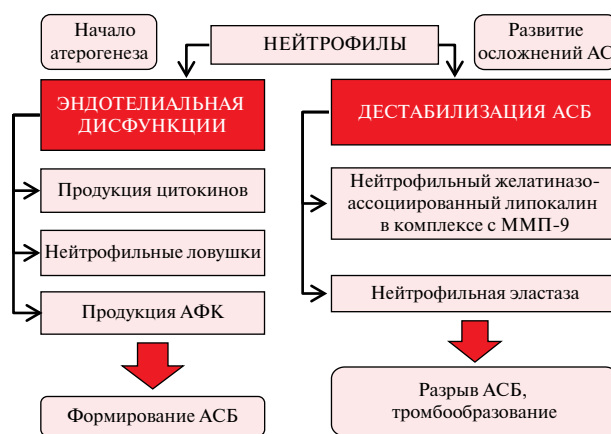 Начало
атерогенеза
НЕЙТРОФИЛЫ
Развитие
осложнений АС
ЭНДОТЕЛИАЛЬНАЯ
ДИСФУНКЦИИ
Продукция цитокинов
Нейтрофильные ловушки
Продукция АФК
Формирование АСБ
ДЕСТАБИЛИЗАЦИЯ АСБ
Нейтрофильный желатиназо-
ассоциированный липокалин
в комплексе с ММП-9
Нейтрофильная эластаза
Разрыв АСБ,
тромбообразование